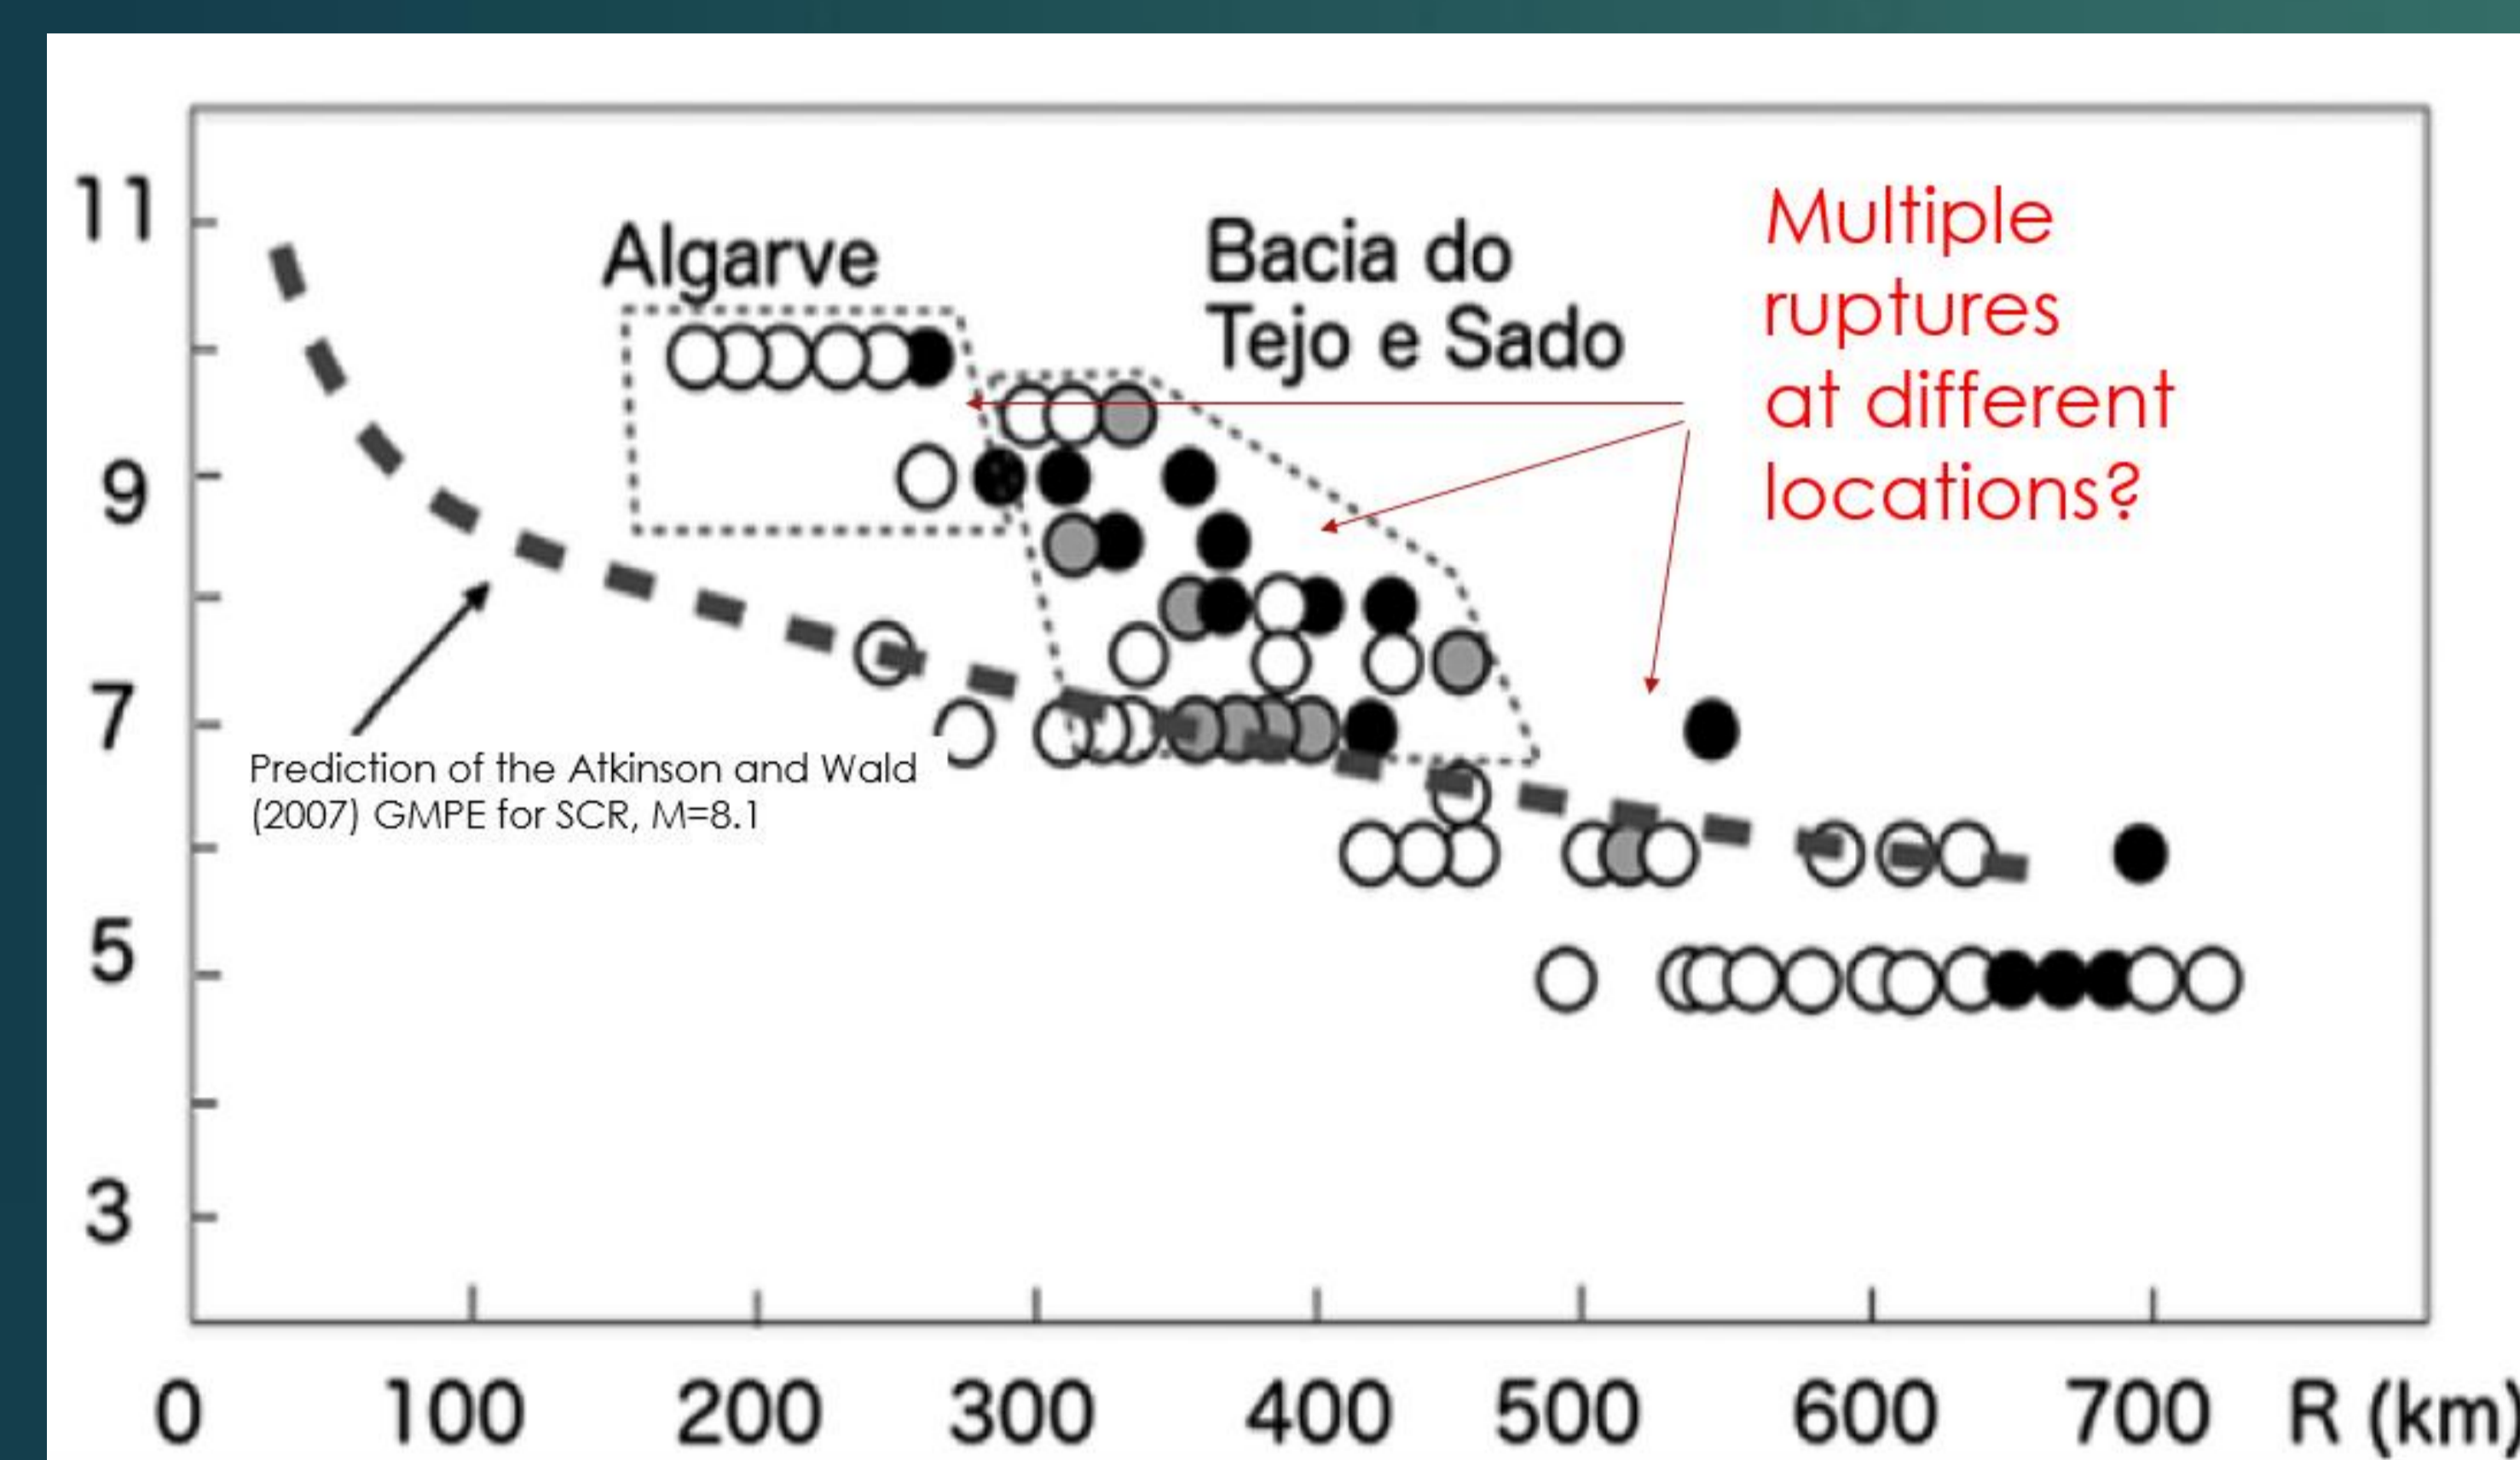 11
9
7
5
3
Algarve
Bacia do
Tejo e Sado
Multiple
ruptures
at different
locations?
Prediction of the Atkinson and Wald
(2007) GMPE for SCR, M=8.1
0 100 200 300 400 500 600 700 R (km)